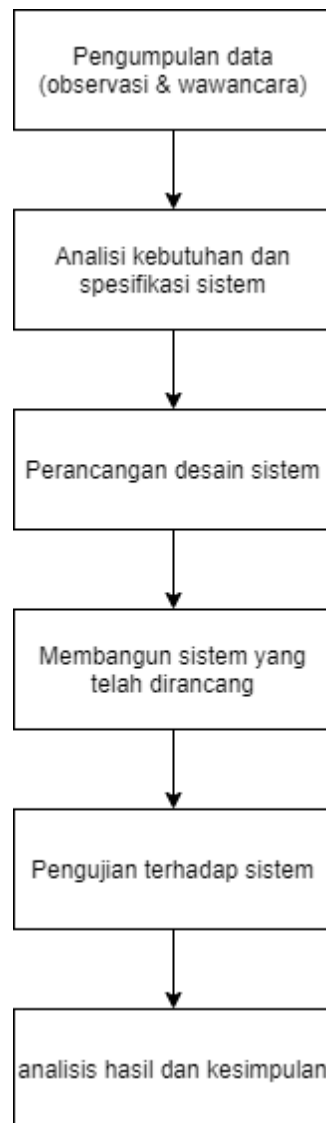 Pengumpulan data
(observasi & wawancara)
Analisi kebutuhan dan
spesifikasi sistem
Perancangan desain sistem
Membangun sistem yang
telah dirancang
Pengujian terhadap sistem
analisis hasil dan kesimpulan